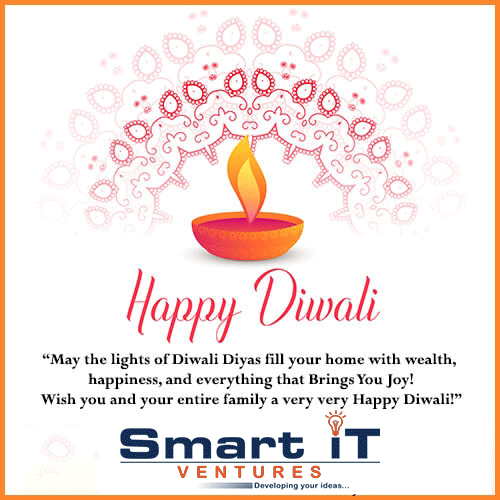 Happy Diwali
“May the lights of Diwali Diyas fill your home with wealth,
happiness, and everything that Brings You Joy!
Wish you and your entire family a very very Happy Diwali!”
Smart iT
VENTURES
Developing your ideas...